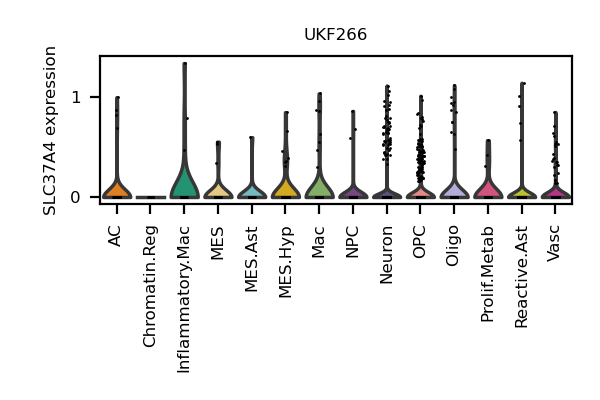 UKF266
SLC37A4 expression
1
0
AC
Chromatin.Reg
Inflammatory.Mac
MES
MES.Ast
MES.Hyp
Mac
NPC
Neuron
OPC
Oligo
Prolif.Metab
Reactive.Ast
Vasc